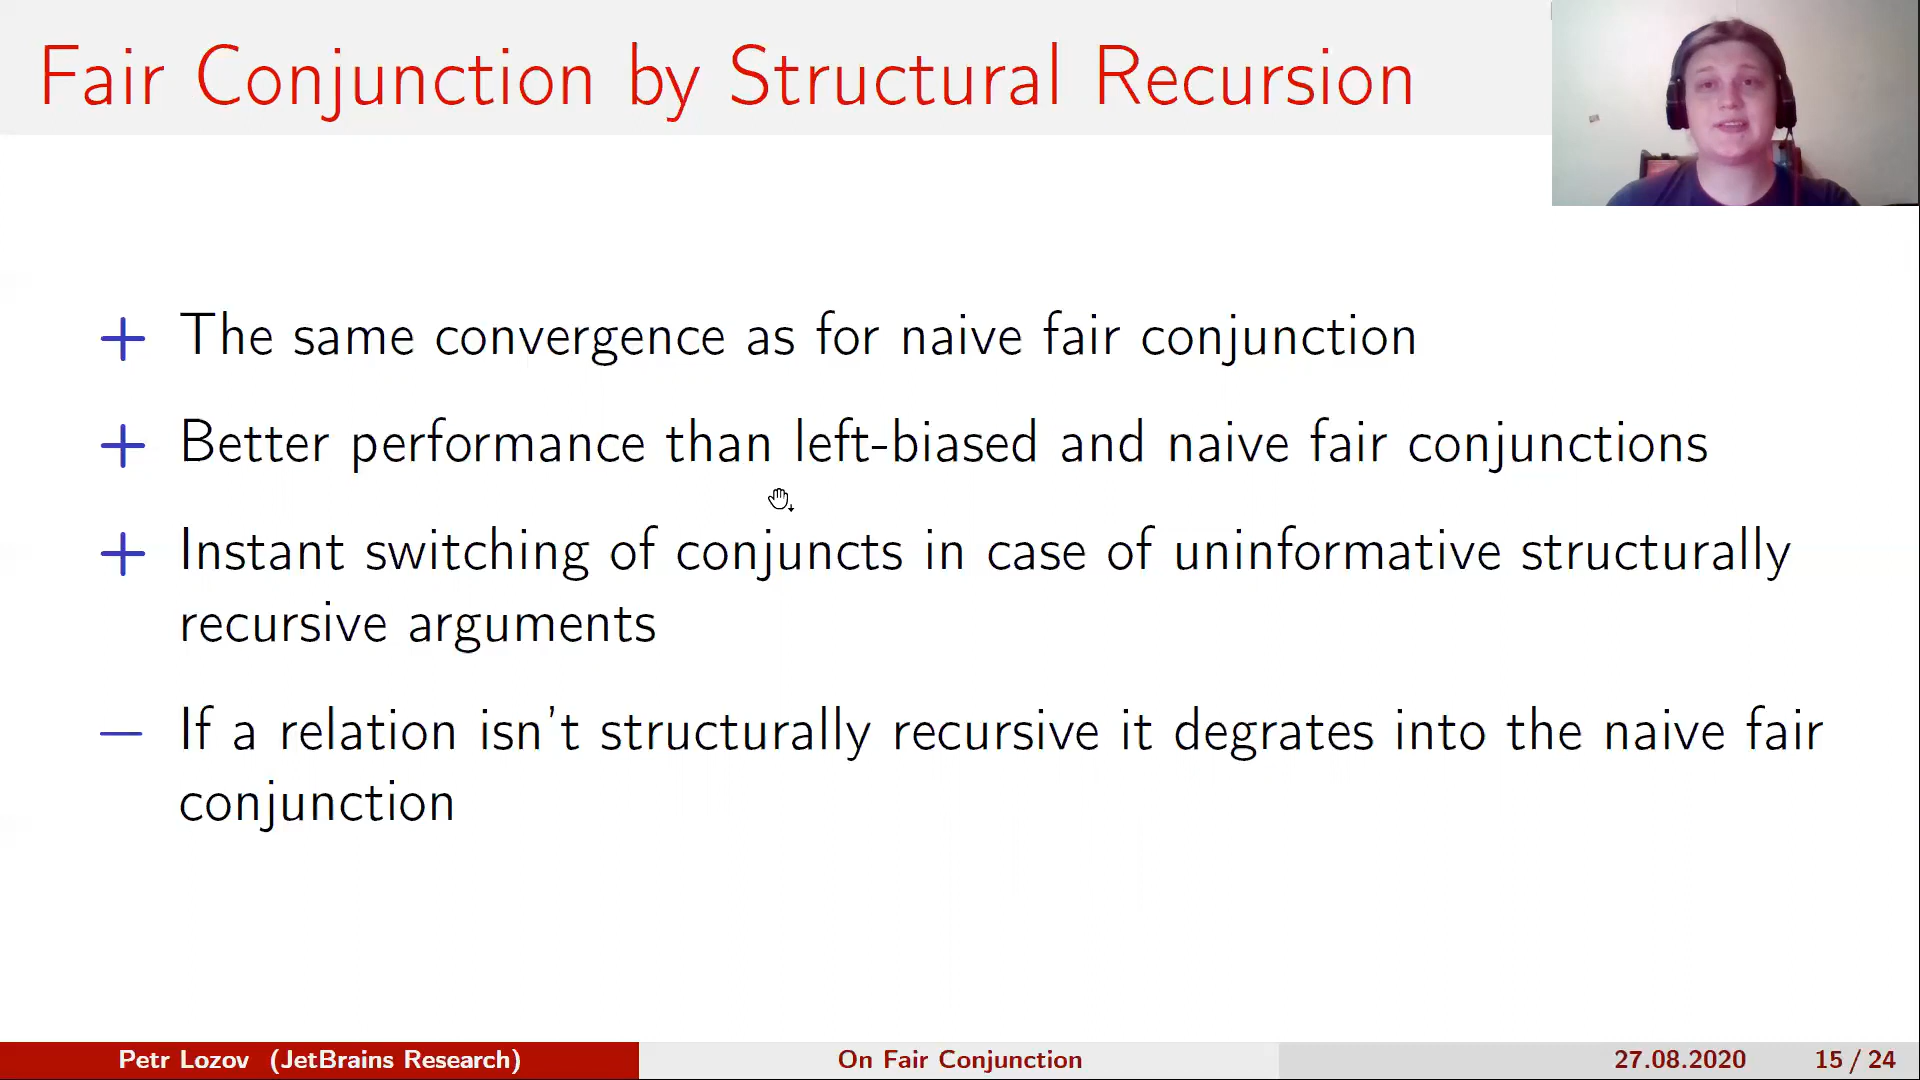 Fair Conjunction by Structural Recursion
+ The same convergence as for naive fair conjunction
+ Better performance than left-biased and naive fair conjunctions
+ Instant switching of conjuncts in case of uninformative structurally
recursive arguments
− If a relation isn't structurally recursive it degrates into the naive fair
conjunction
Petr Lozov (JetBrains Research) On Fair Conjunction 27.08.2020 15 / 24